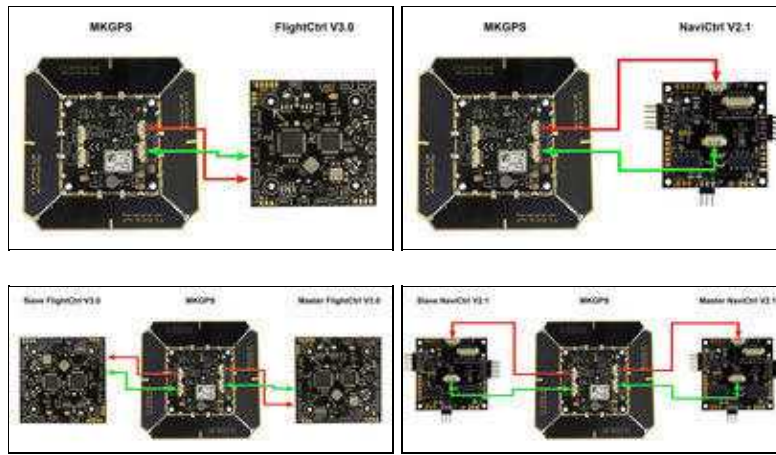 MKGPS FlightCtrl V3.0
MKGPS NaviCtrl V2.1
Slave FlightCtrl V3.0 MKGPS Master FlightCtrl V3.0
Slave NaviCtrl V2.1 MKGPS Master NaviCtrl V2.1